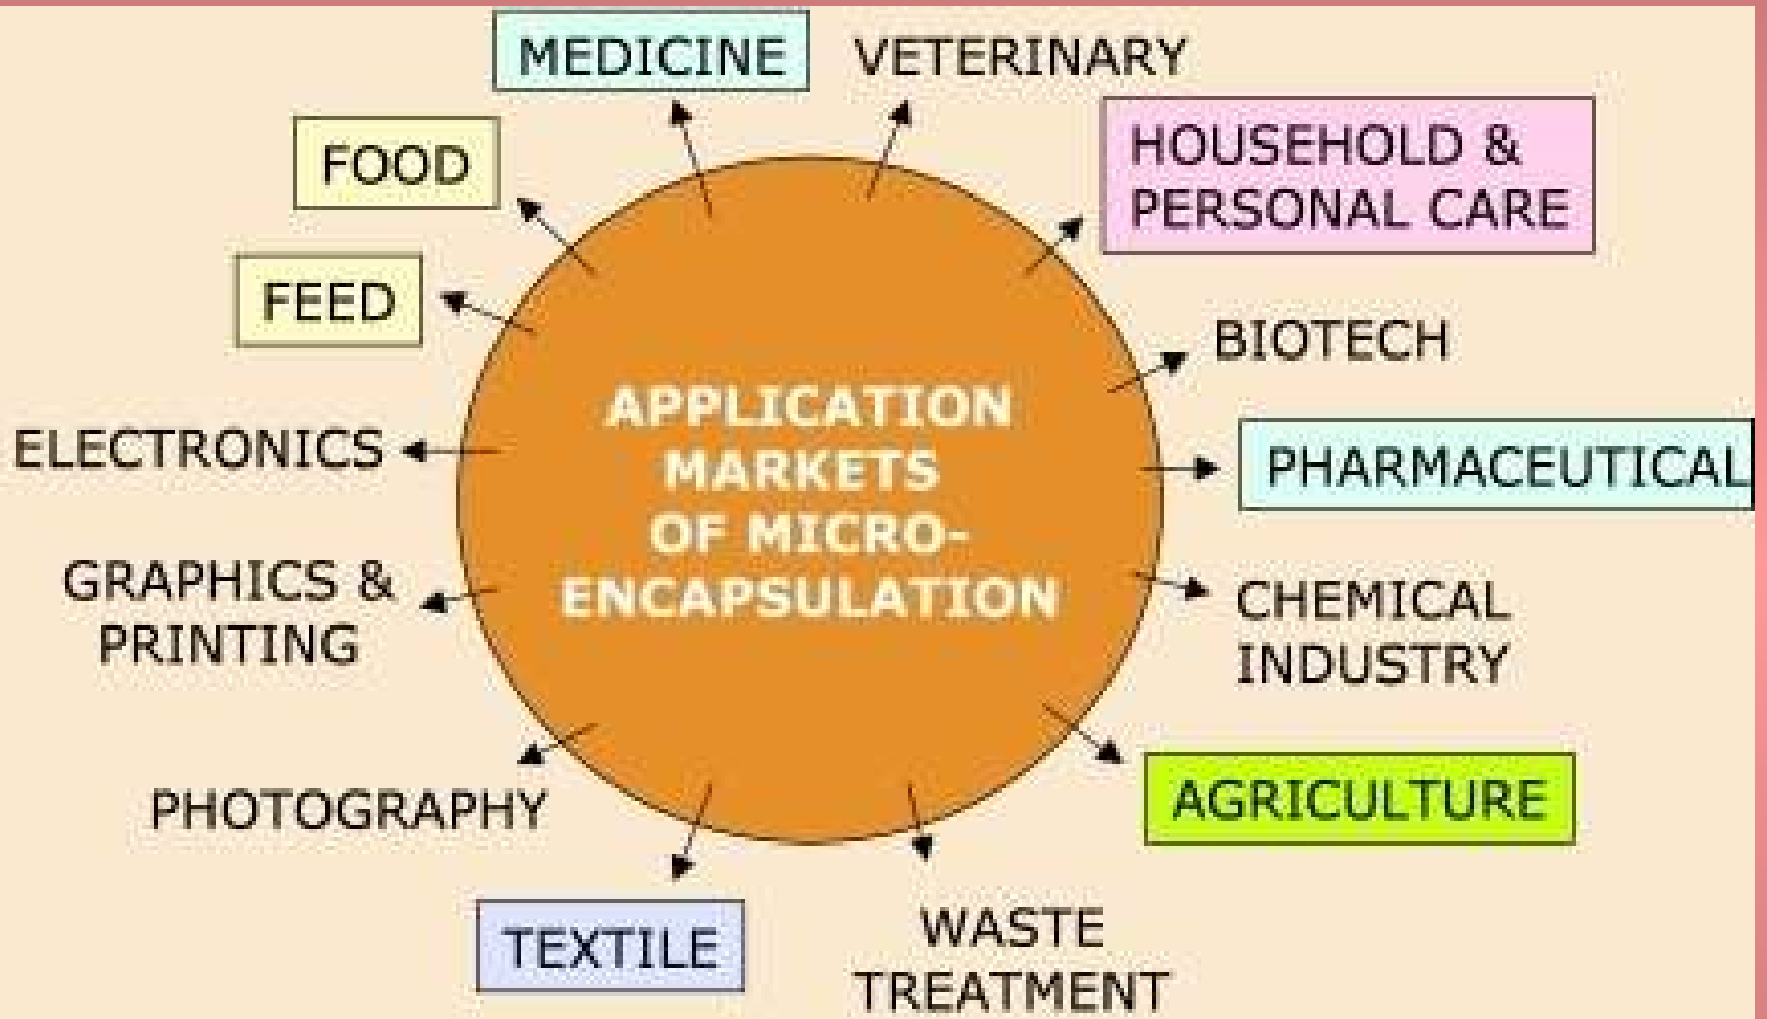 MEDICINE
VETERINARY
HOUSEHOLD &
PERSONAL CARE
FOOD
FEED
BIOTECH
ELECTRONICS
APPLICATION
MARKETS
OF MICRO-
ENCAPSULATION
PHARMACEUTICAL
GRAPHICS &
PRINTING
CHEMICAL
INDUSTRY
PHOTOGRAPHY
AGRICULTURE
TEXTILE
WASTE
TREATMENT